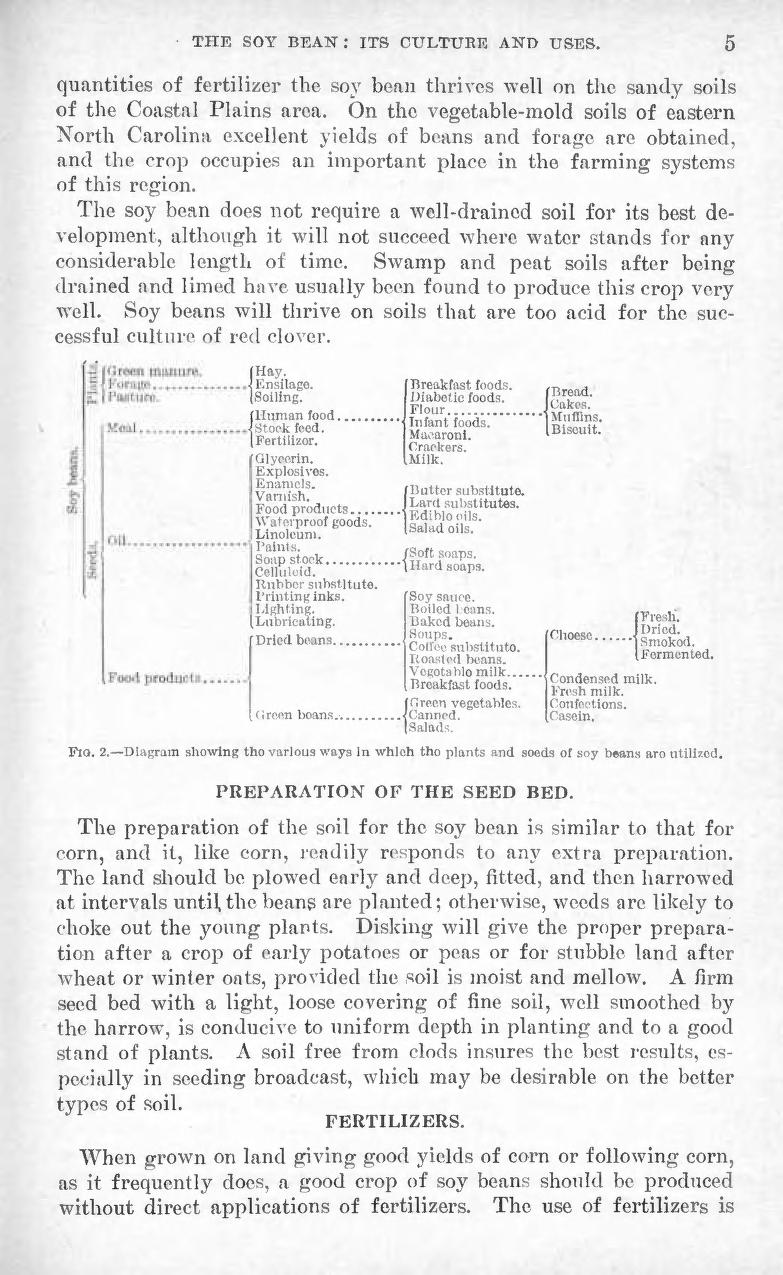 THE SOY BEAN: ITS CULTURE AND USES. 5
quantities of fertilizer the soy bean thrives well on the sandy soils
of the Coastal Plains area. On the vegetable-mold soils of eastern
North Carolina excellent yields of beans and forage are obtained,
and the crop occupies an important place in the farming systems
of this region.
The soy bean does not require a well-drained soil for its best de-
velopment, although it will not succeed where water stands for any
considerable length of time. Swamp and peat soils after being
drained and limed have usually been found to produce this crop very
well. Soy beans will thrive on soils that are too acid for the suc-
cessful culture of red clover.
Soy beans.
Plants.
Green manure.
Forage
Pasture.
Hay.
Ensilage.
Soiling.
Seeds.
Meal
Human food
Stock feed.
Fertilizer.
Breakfast foods.
Diabetic foods.
Flour
Infant foods.
Macaroni.
Crackers.
Milk.
Bread.
Cakes.
Muffins.
Biscuit.
Oil
Glycerin.
Explosives.
Enamels.
Varnish.
Food products
Waterproof goods.
Linoleum.
Paints.
Soap stock
Celluloid.
Rubber substitute.
Printing inks.
Lighting.
Lubricating.
Butter substitute.
Lard substitutes.
Edible oils.
Salad oils.
Soft soaps.
Hard soaps.
Food products
Dried beans
Soy sauce.
Boiled beans.
Baked beans.
Soups.
Coffee substitute.
Roasted beans.
Vegetable milk
Breakfast foods.
Cheese
Fresh.
Dried.
Smoked.
Fermented.
Condensed milk.
Fresh milk.
Confections.
Casein.
Green beans
Green vegetables.
Canned.
Salads.
FIG. 2.—Diagram showing the various ways in which the plants and seeds of soy beans are utilized.
PREPARATION OF THE SEED BED.
The preparation of the soil for the soy bean is similar to that for
corn, and it, like corn, readily responds to any extra preparation.
The land should be plowed early and deep, fitted, and then harrowed
at intervals until the beans are planted; otherwise, weeds are likely to
choke out the young plants. Disking will give the proper prepara-
tion after a crop of early potatoes or peas or for stubble land after
wheat or winter oats, provided the soil is moist and mellow. A firm
seed bed with a light, loose covering of fine soil, well smoothed by
the harrow, is conducive to uniform depth in planting and to a good
stand of plants. A soil free from clods insures the best results, es-
pecially in seeding broadcast, which may be desirable on the better
types of soil.
FERTILIZERS.
When grown on land giving good yields of corn or following corn,
as it frequently does, a good crop of soy beans should be produced
without direct applications of fertilizers. The use of fertilizers is